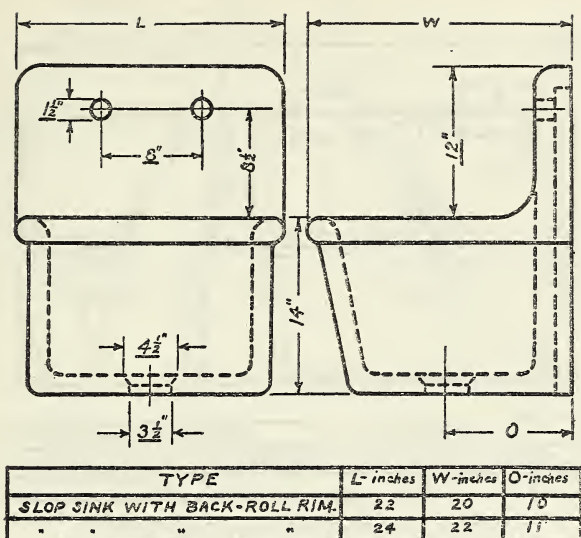 L W
1½"
8"
8½"
12"
14"
4½"
3½"
O
TYPE L-inches W-inches O-inches
SLOP SINK WITH BACK-ROLL RIM. 22 20 10
" " " " 24 22 11